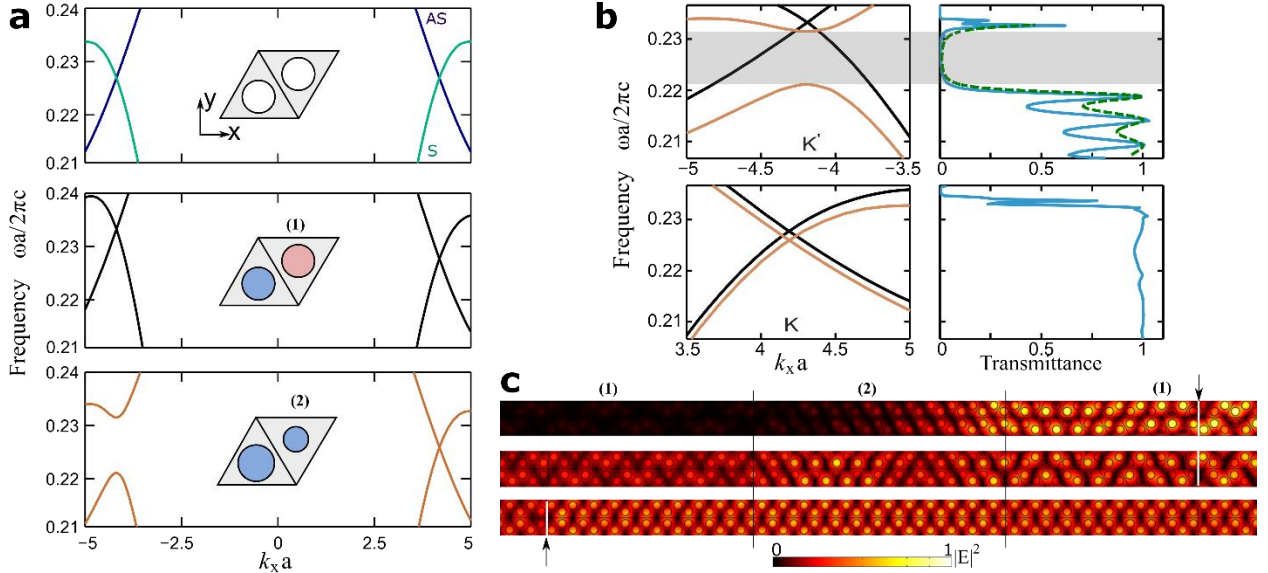 a
AS
S
y
x
0.24
0.23
0.22
0.21
(1)
0.24
0.23
0.22
0.21
(2)
0.24
0.23
0.22
0.21
Frequency ωa/2πc
-5 -2.5 0 2.5 5
kₓa
b
0.23
0.22
0.21
K'
−5 −4.5 −4 −3.5
0 0.5 1
0.23
0.22
0.21
K
3.5 4 4.5 5
0 0.5 1
Frequency ωa/2πc
kₓa
Transmittance
c
(1) (2) (1)
0 1
|E|²